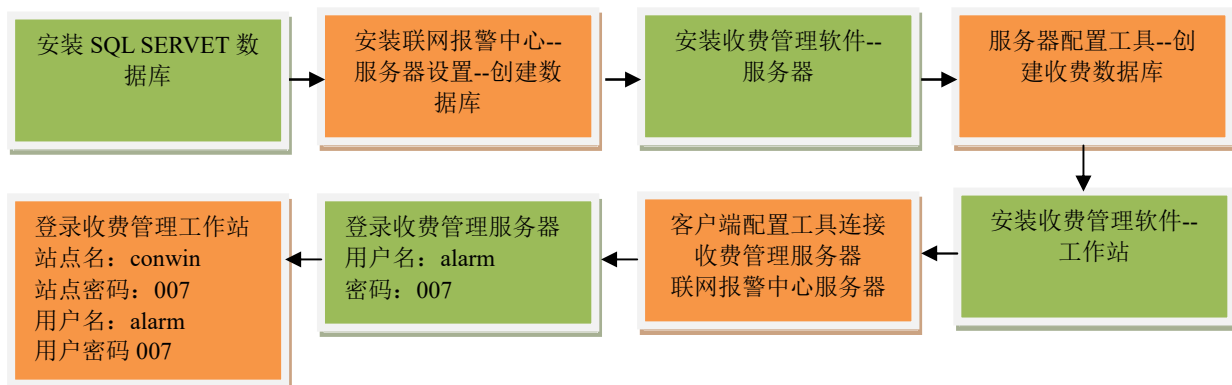 安装 SQL SERVET 数
据库
安装联网报警中心--
服务器设置--创建数
据库
安装收费管理软件--
服务器
服务器配置工具--创
建收费数据库
安装收费管理软件--
工作站
客户端配置工具连接
收费管理服务器
联网报警中心服务器
登录收费管理服务器
用户名：alarm
密码：007
登录收费管理工作站
站点名：conwin
站点密码：007
用户名：alarm
用户密码 007